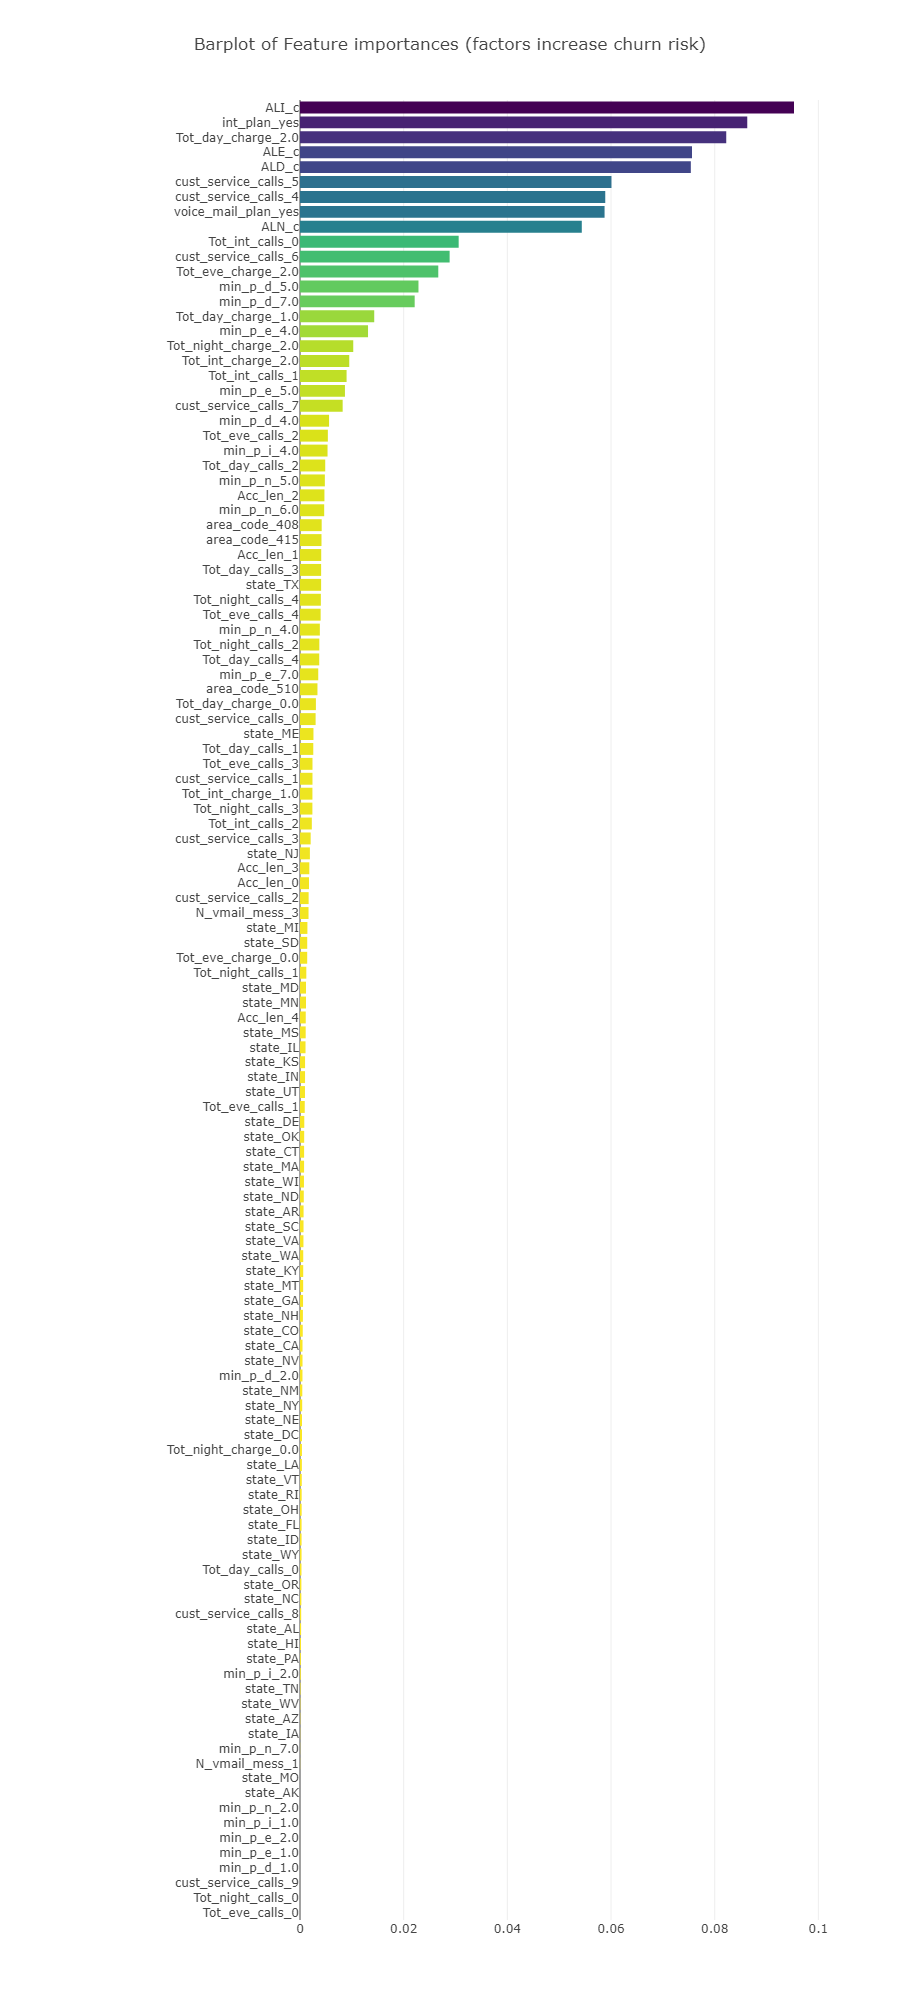 Barplot of Feature importances (factors increase churn risk)
ALI_c
int_plan_yes
Tot_day_charge_2.0
ALE_c
ALD_c
cust_service_calls_5
cust_service_calls_4
voice_mail_plan_yes
ALN_c
Tot_int_calls_0
cust_service_calls_6
Tot_eve_charge_2.0
min_p_d_5.0
min_p_d_7.0
Tot_day_charge_1.0
min_p_e_4.0
Tot_night_charge_2.0
Tot_int_charge_2.0
Tot_int_calls_1
min_p_e_5.0
cust_service_calls_7
min_p_d_4.0
Tot_eve_calls_2
min_p_i_4.0
Tot_day_calls_2
min_p_n_5.0
Acc_len_2
min_p_n_6.0
area_code_408
area_code_415
Acc_len_1
Tot_day_calls_3
state_TX
Tot_night_calls_4
Tot_eve_calls_4
min_p_n_4.0
Tot_night_calls_2
Tot_day_calls_4
min_p_e_7.0
area_code_510
Tot_day_charge_0.0
cust_service_calls_0
state_ME
Tot_day_calls_1
Tot_eve_calls_3
cust_service_calls_1
Tot_int_charge_1.0
Tot_night_calls_3
Tot_int_calls_2
cust_service_calls_3
state_NJ
Acc_len_3
Acc_len_0
cust_service_calls_2
N_vmail_mess_3
state_MI
state_SD
Tot_eve_charge_0.0
Tot_night_calls_1
state_MD
state_MN
Acc_len_4
state_MS
state_IL
state_KS
state_IN
state_UT
Tot_eve_calls_1
state_DE
state_OK
state_CT
state_MA
state_WI
state_ND
state_AR
state_SC
state_VA
state_WA
state_KY
state_MT
state_GA
state_NH
state_CO
state_CA
state_NV
min_p_d_2.0
state_NM
state_NY
state_NE
state_DC
Tot_night_charge_0.0
state_LA
state_VT
state_RI
state_OH
state_FL
state_ID
state_WY
Tot_day_calls_0
state_OR
state_NC
cust_service_calls_8
state_AL
state_HI
state_PA
min_p_i_2.0
state_TN
state_WV
state_AZ
state_IA
min_p_n_7.0
N_vmail_mess_1
state_MO
state_AK
min_p_n_2.0
min_p_i_1.0
min_p_e_2.0
min_p_e_1.0
min_p_d_1.0
cust_service_calls_9
Tot_night_calls_0
Tot_eve_calls_0
0 0.02 0.04 0.06 0.08 0.1